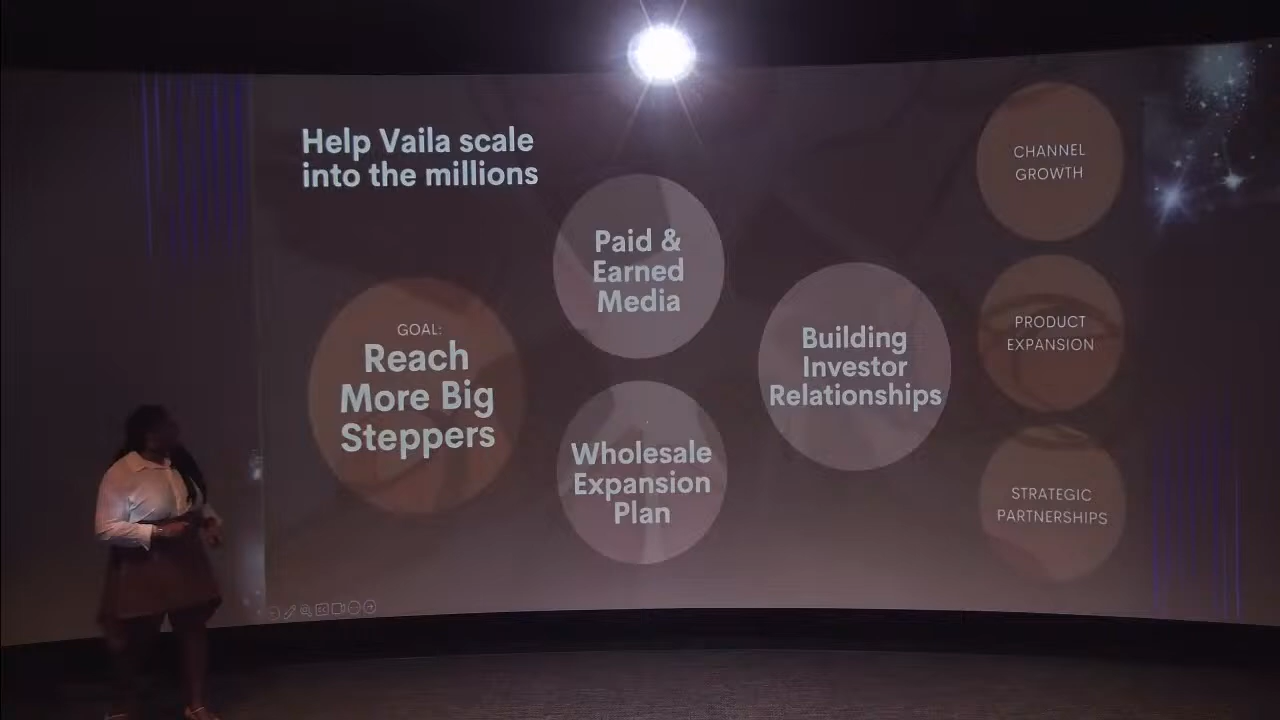 Help Vaila scale
into the millions
GOAL:
Reach
More Big
Steppers
Paid &
Earned
Media
Wholesale
Expansion
Plan
Building
Investor
Relationships
CHANNEL
GROWTH
PRODUCT
EXPANSION
STRATEGIC
PARTNERSHIPS